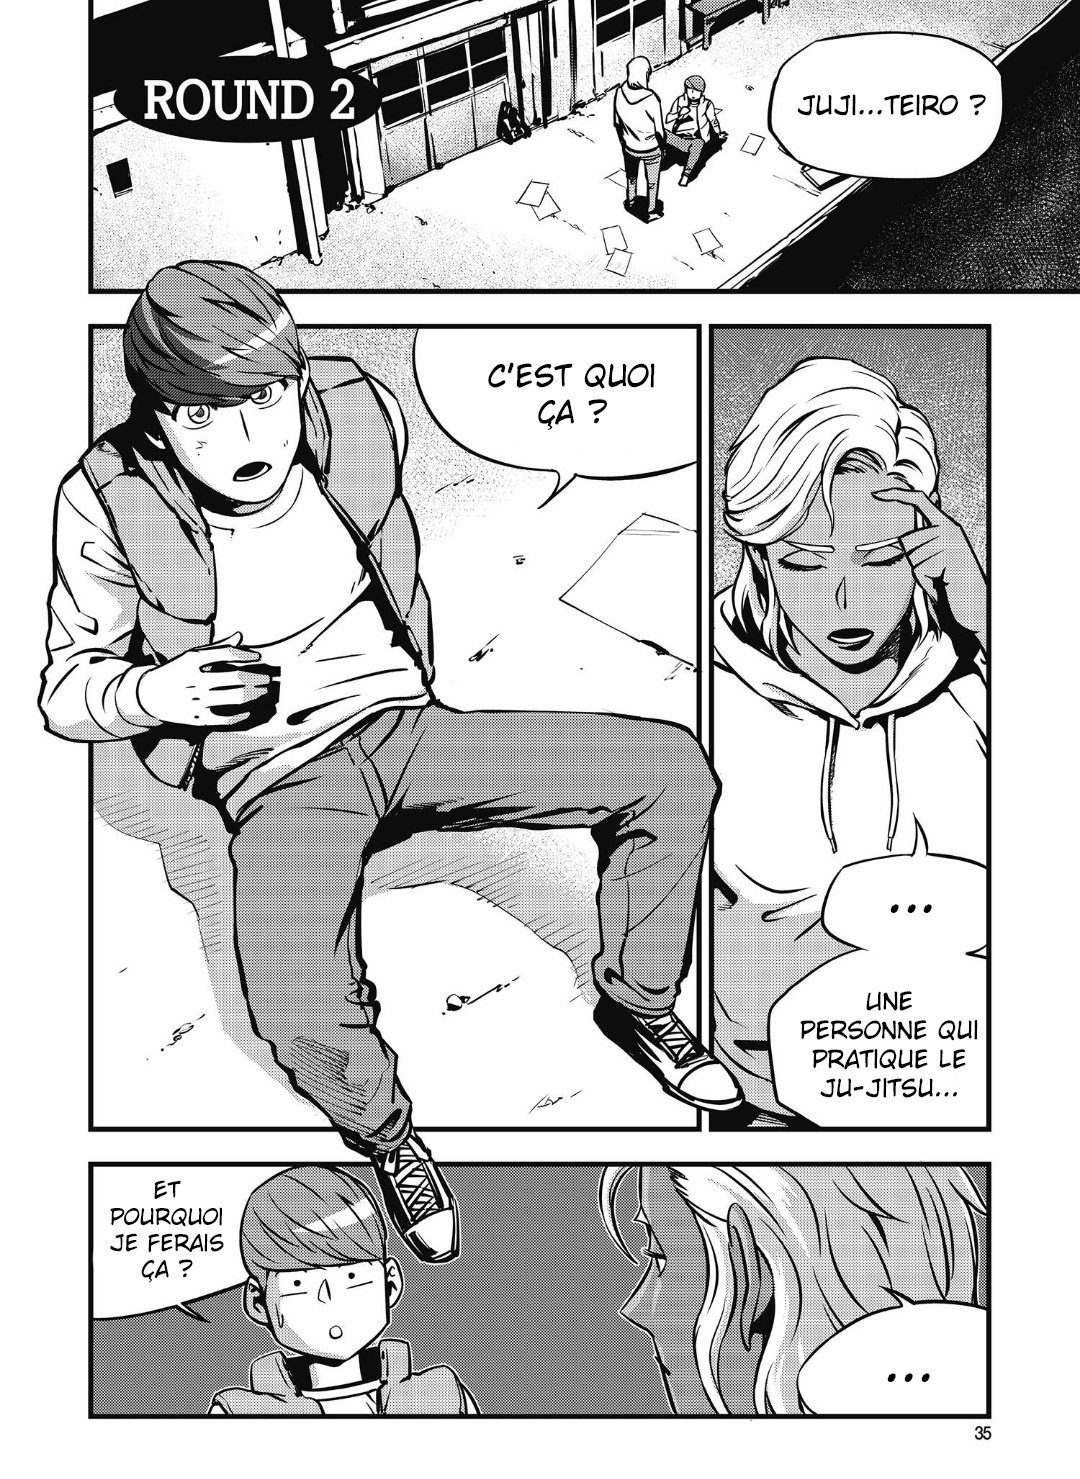 ROUND 2
JUJI...TEIRO ?
C'EST QUOI
ÇA ?
...
UNE
PERSONNE QUI
PRATIQUE LE
JU-JITSU...
ET
POURQUOI
JE FERAIS
ÇA ?
...
35